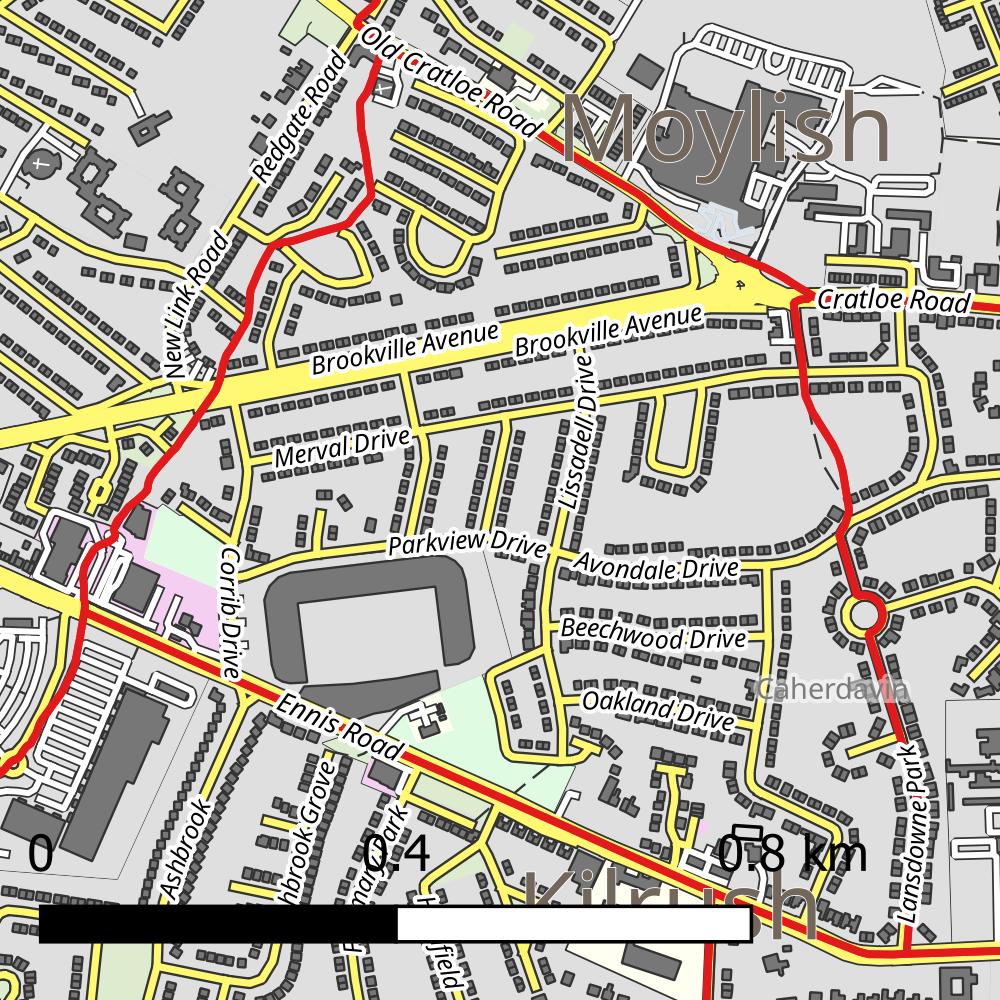 Old Cratloe Road
Redgate Road
Moylish
New Link Road
Cratloe Road
Brookville Avenue
Brookville Avenue
Lissadell Drive
Merval Drive
Parkview Drive
Avondale Drive
Corrib Drive
Beechwood Drive
Caherdavin
Oakland Drive
Ennis Road
Lansdowne Park
Ashbrook
hbrook Grove
0 0.4 0.8 km
Kilrush